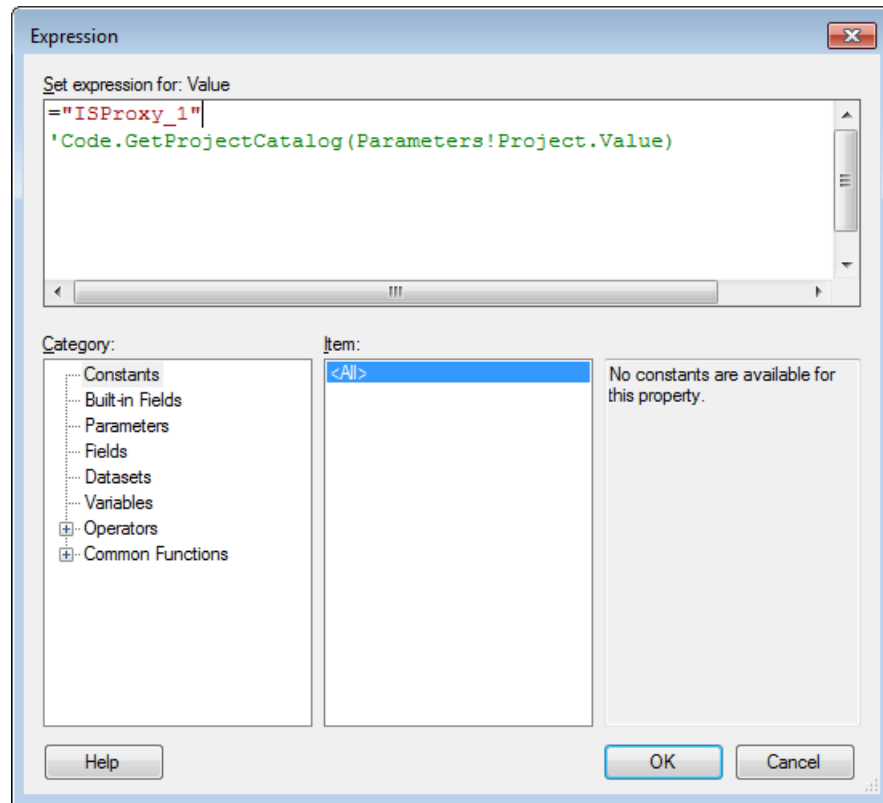 Expression
Set expression for: Value
="ISProxy_1"
'Code.GetProjectCatalog(Parameters!Project.Value)
Category:
Item:
Constants
Built-in Fields
Parameters
Fields
Datasets
Variables
Operators
Common Functions
<All>
No constants are available for
this property.
Help
OK
Cancel